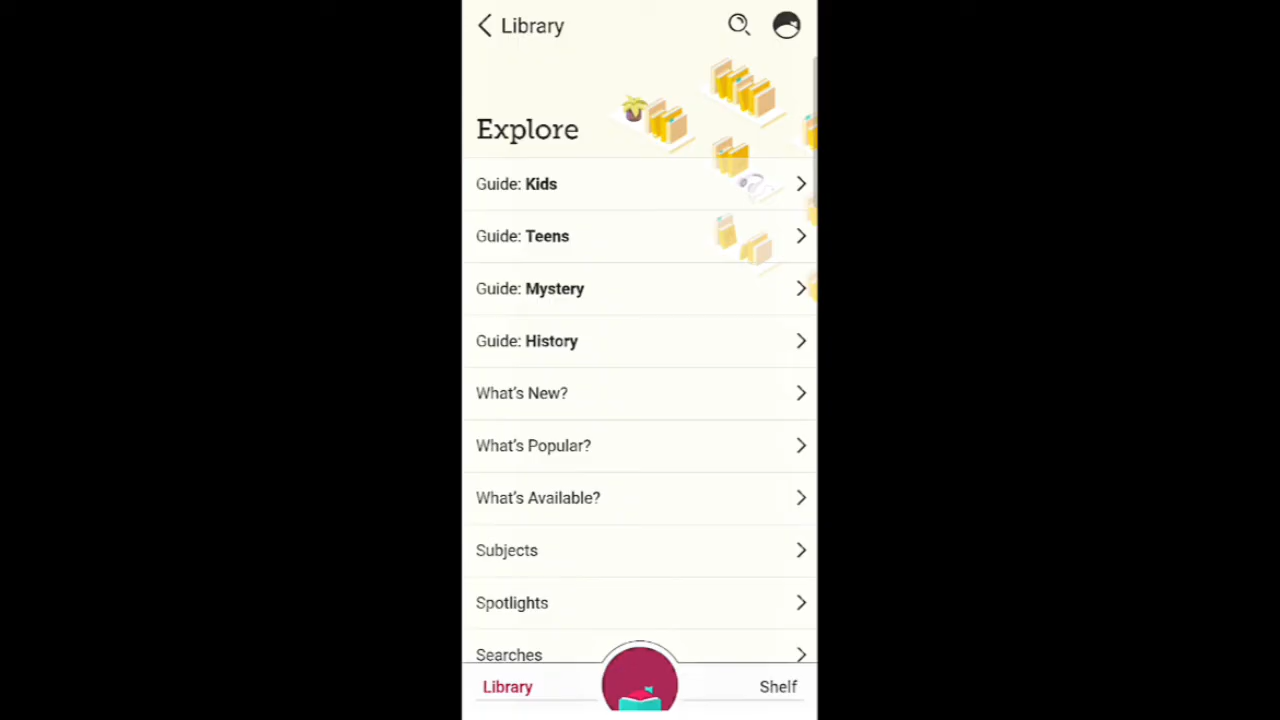 Library
Explore
Guide: Kids
Guide: Teens
Guide: Mystery
Guide: History
What's New?
What's Popular?
What's Available?
Subjects
Spotlights
Searches
Library
Shelf